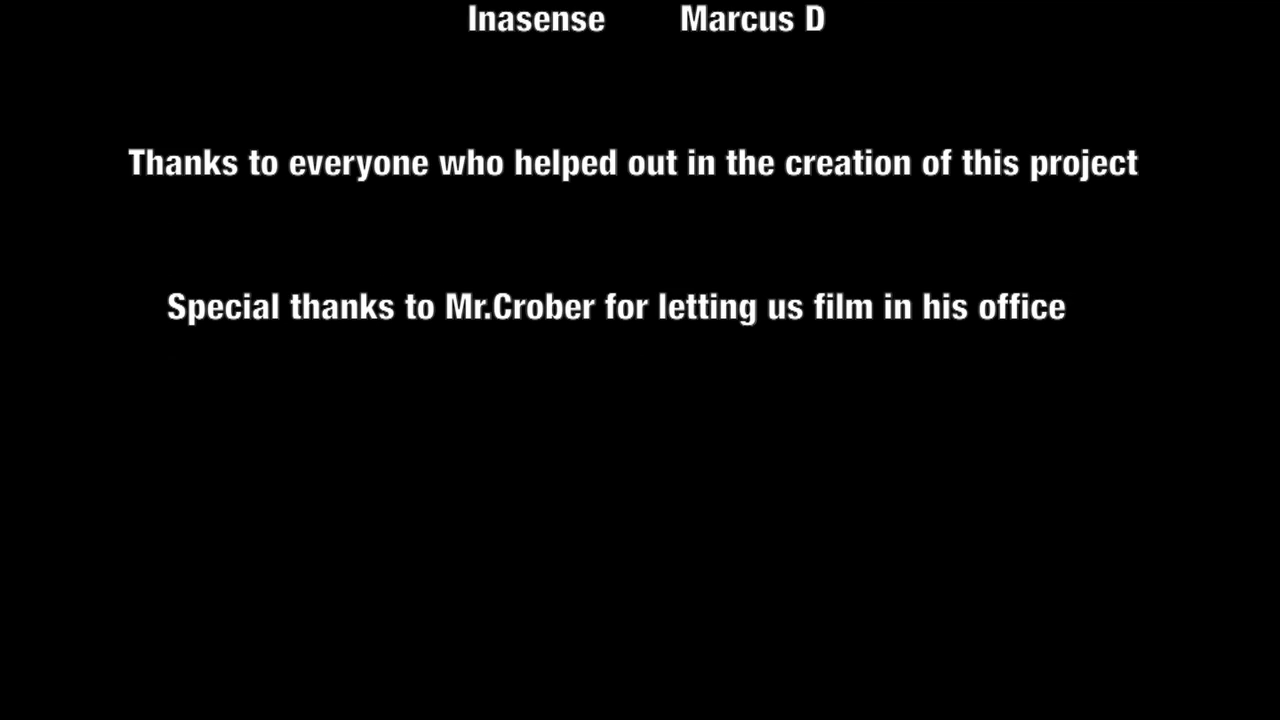 Inasense Marcus D
Thanks to everyone who helped out in the creation of this project
Special thanks to Mr.Crober for letting us film in his office